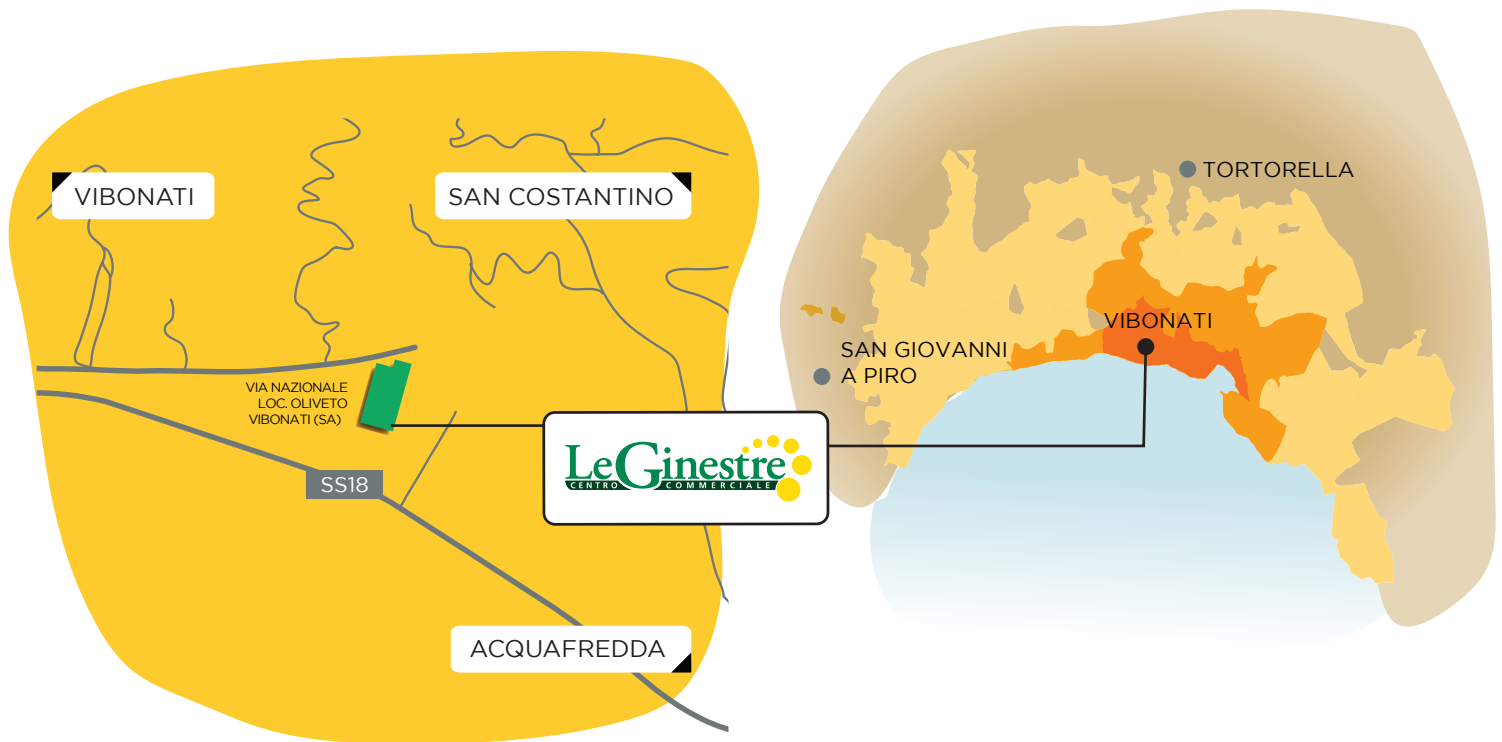 VIBONATI
SAN COSTANTINO
VIA NAZIONALE
LOC. OLIVETO
VIBONATI (SA)
SS18
ACQUAFREDDA
LeGinestre
CENTRO COMMERCIALE
TORTORELLA
VIBONATI
SAN GIOVANNI
A PIRO